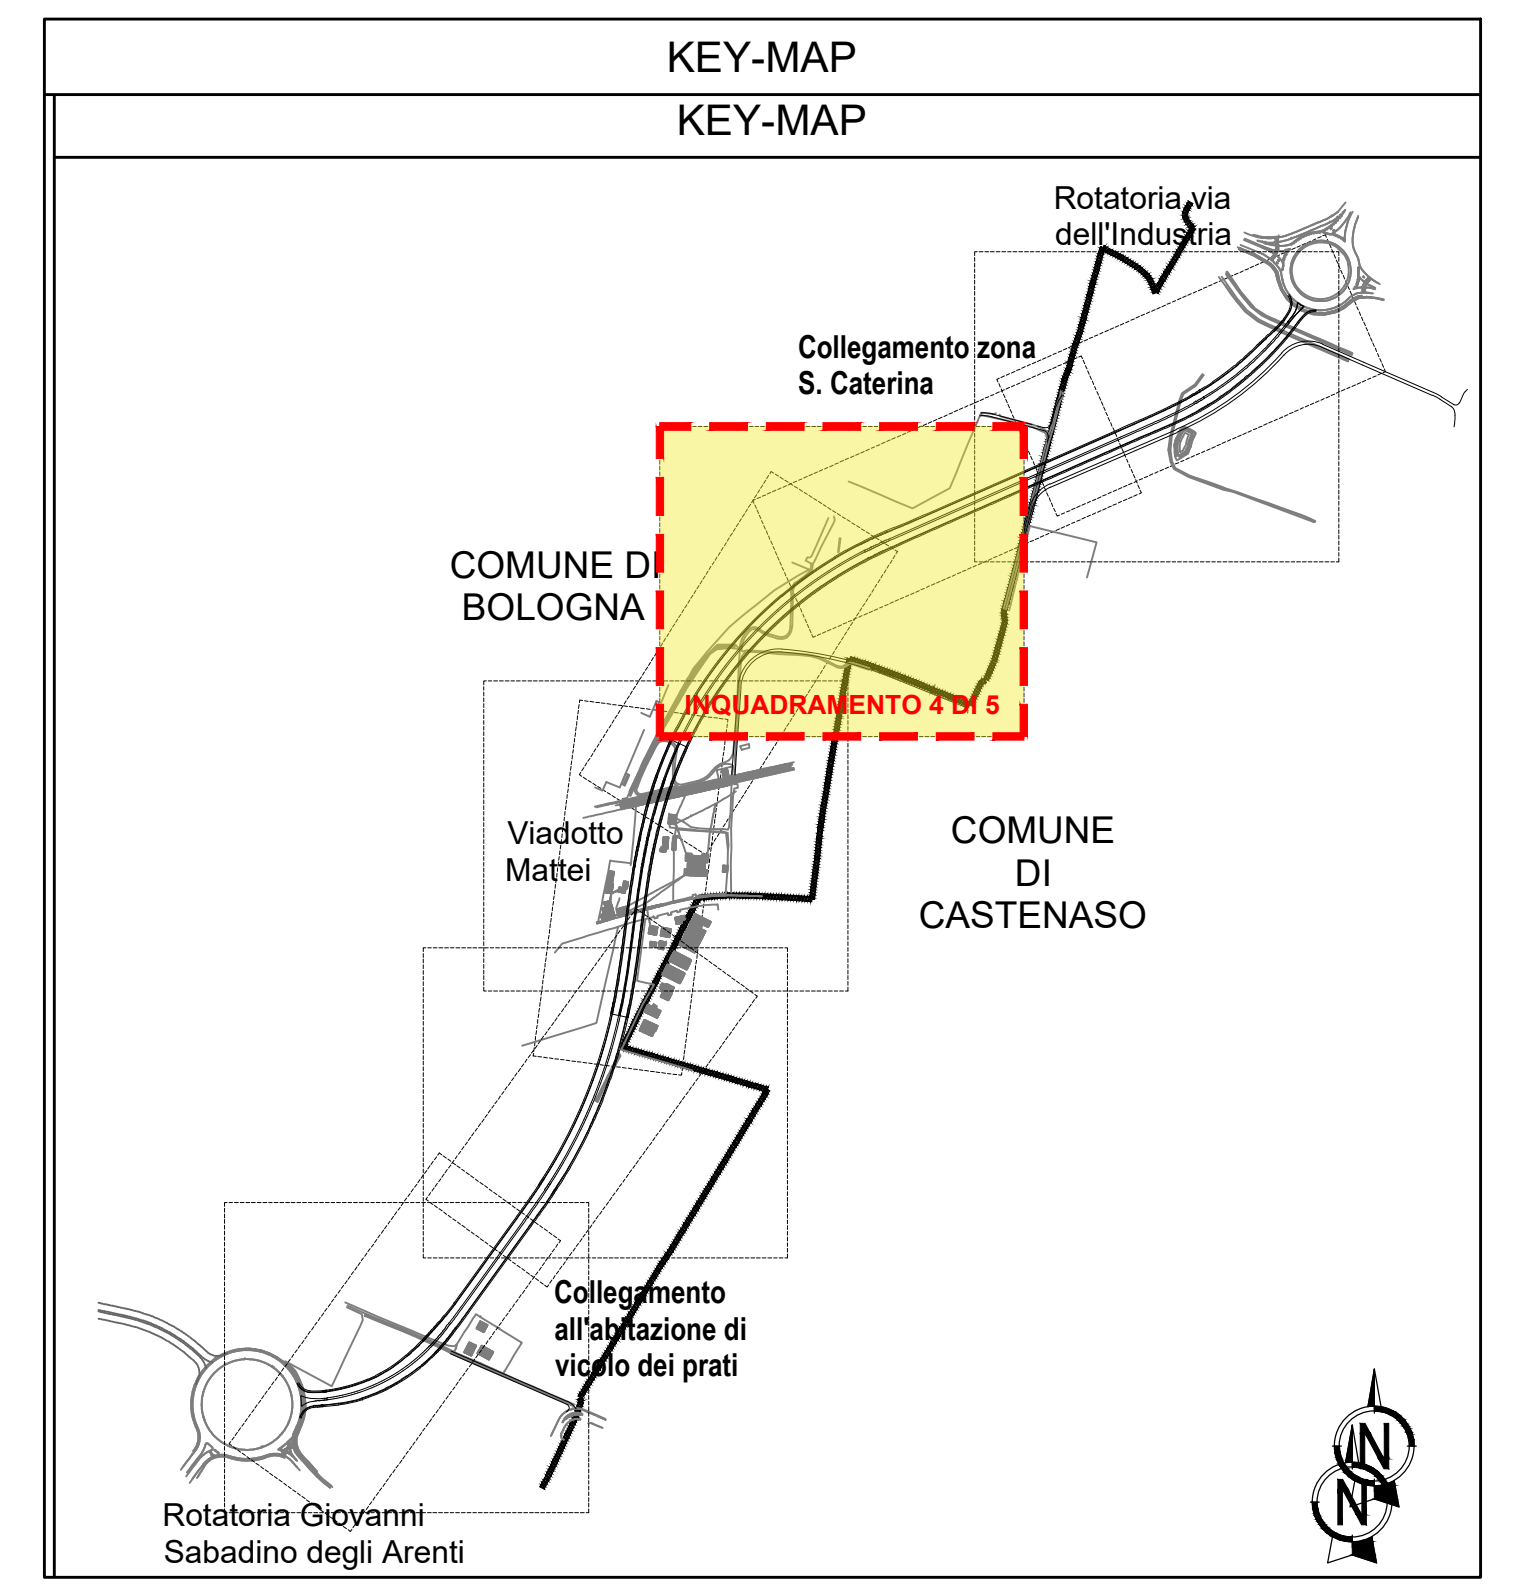 KEY-MAP
KEY-MAP
Rotatoria via
dell'Industria
Collegamento zona
S. Caterina
COMUNE DI
BOLOGNA
INQUADRAMENTO 4 DI 5
Viadotto
Mattei
COMUNE
DI
CASTENASO
Collegamento
all'abitazione di
vicolo dei prati
N
N
Rotatoria Giovanni
Sabadino degli Arenti